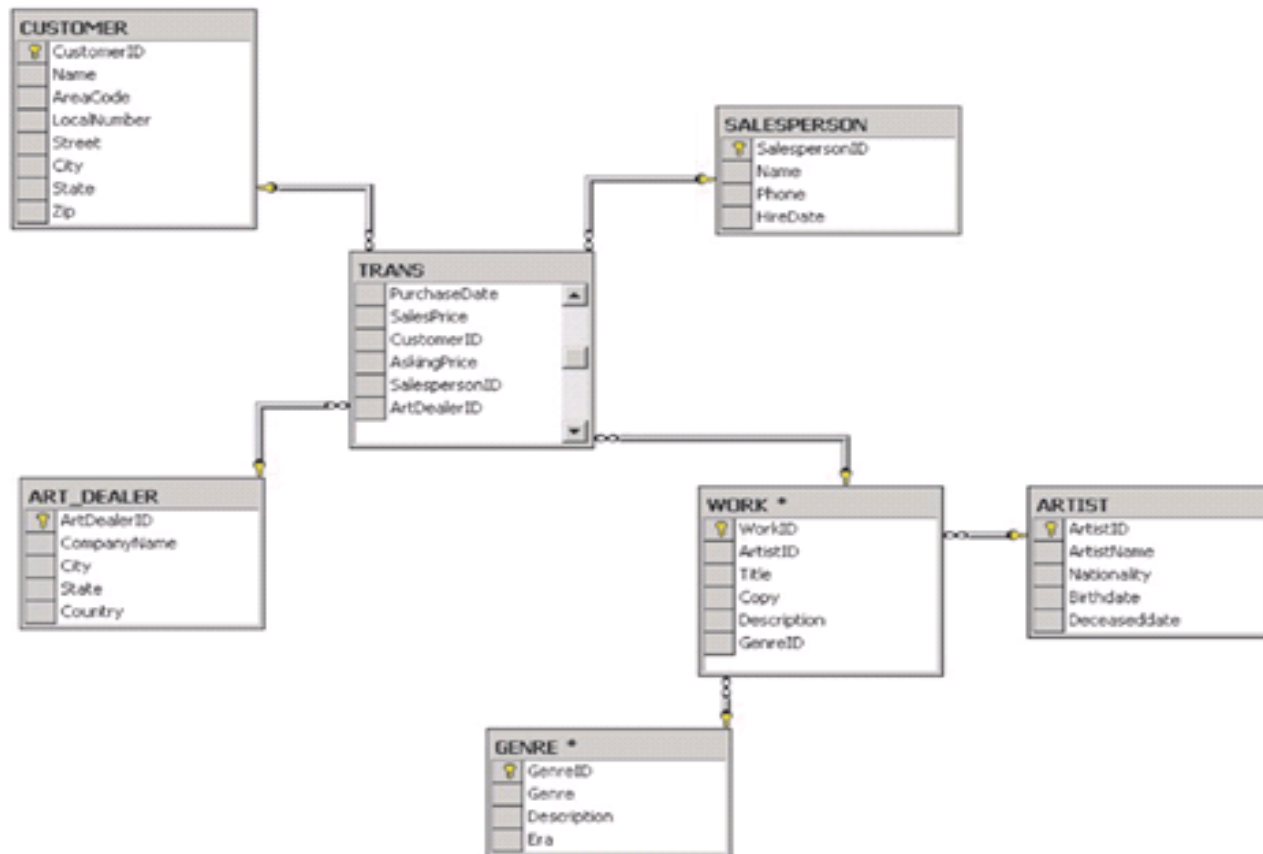 CUSTOMER
CustomerID
Name
AreaCode
LocalNumber
Street
City
State
Zip
SALESPERSON
SalespersonID
Name
Phone
HireDate
TRANS
PurchaseDate
SalesPrice
CustomerID
AskingPrice
SalespersonID
ArtDealerID
ART_DEALER
ArtDealerID
CompanyName
City
State
Country
WORK *
WorkID
ArtistID
Title
Copy
Description
GenreID
ARTIST
ArtistID
ArtistName
Nationality
Birthdate
Deceaseddate
GENRE *
GenreID
Genre
Description
Era